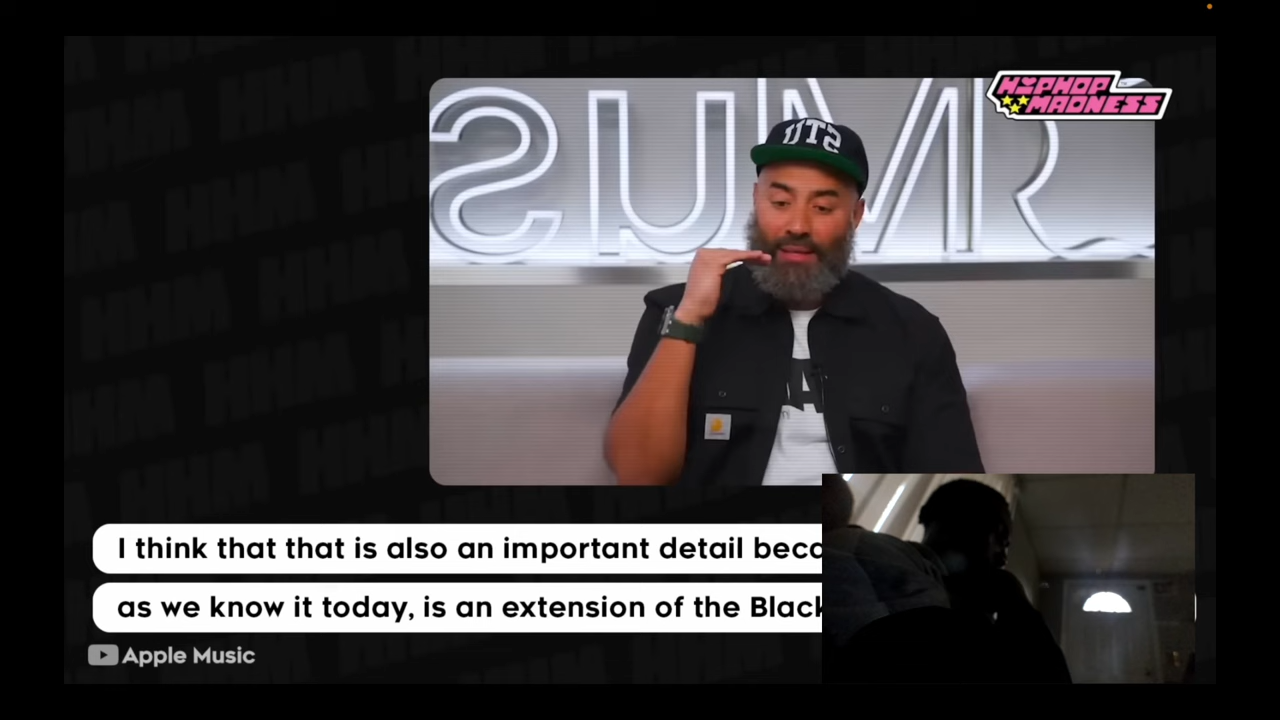 HIPHOP
MADNESS
UTS
I think that that is also an important detail
as we know it today, is an extension of the Black
Apple Music